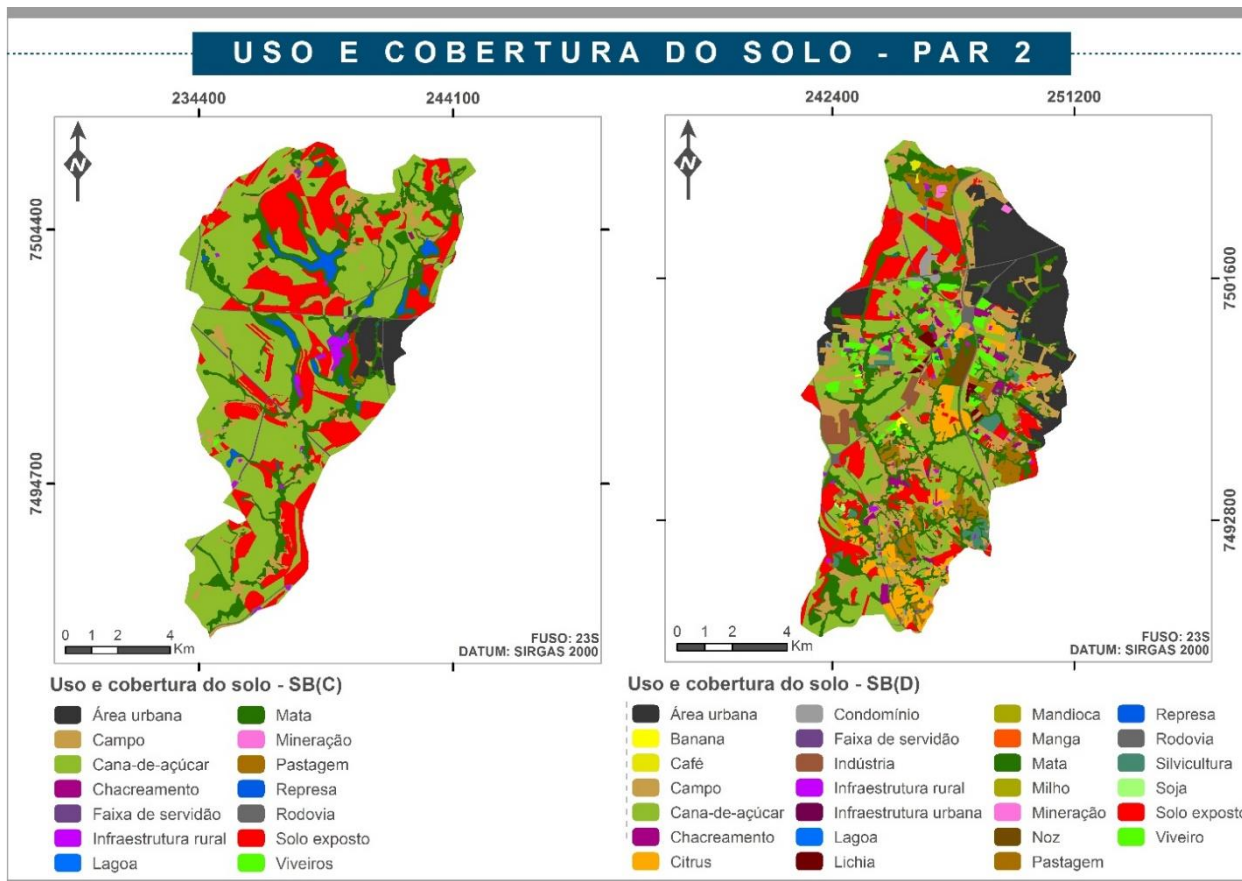 USO E COBERTURA DO SOLO - PAR 2
234400
244100
N
7504400
7494700
0 1 2 4
Km
FUSO: 23S
DATUM: SIRGAS 2000
242400
251200
N
7501600
7492800
0 1 2 4
Km
FUSO: 23S
DATUM: SIRGAS 2000
Uso e cobertura do solo - SB(C)
Área urbana
Campo
Cana-de-açúcar
Chacreamento
Faixa de servidão
Infraestrutura rural
Lagoa
Mata
Mineração
Pastagem
Represa
Rodovia
Solo exposto
Viveiros
Uso e cobertura do solo - SB(D)
Área urbana
Banana
Café
Campo
Cana-de-açúcar
Chacreamento
Citrus
Condomínio
Faixa de servidão
Indústria
Infraestrutura rural
Infraestrutura urbana
Lagoa
Lichia
Mandioca
Manga
Mata
Milho
Mineração
Noz
Pastagem
Represa
Rodovia
Silvicultura
Soja
Solo exposto
Viveiro